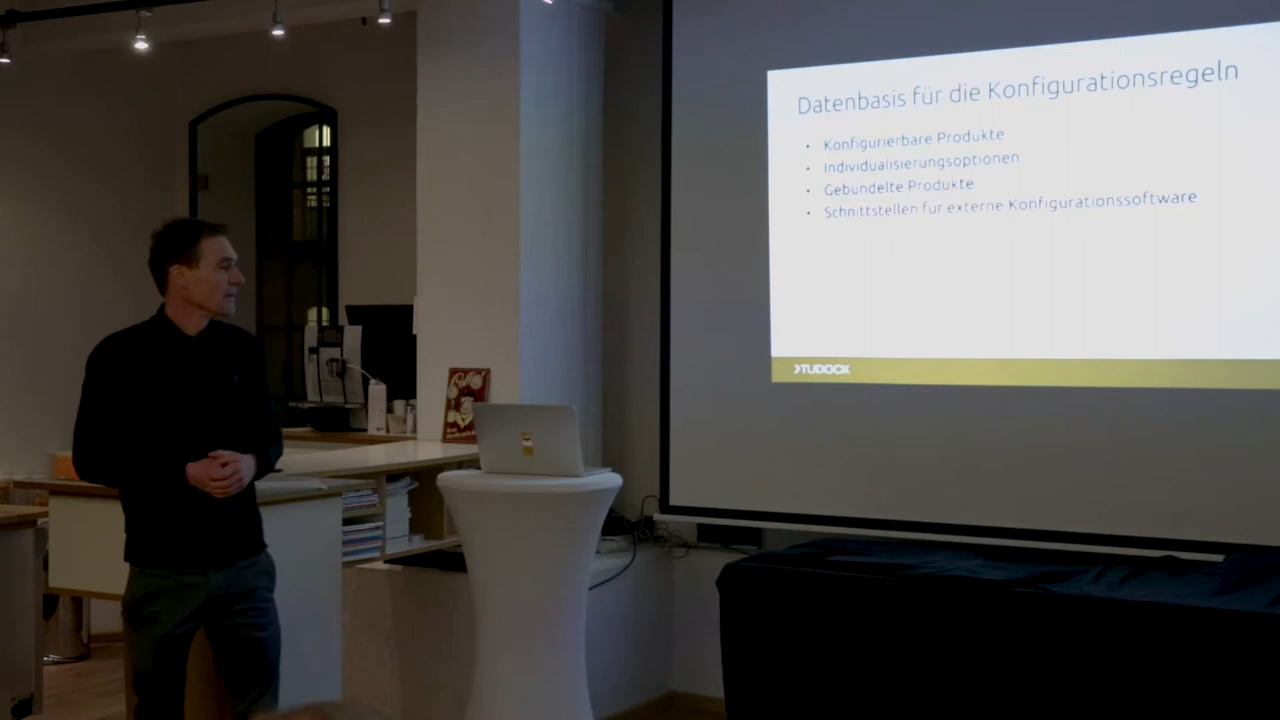 Datenbasis für die Konfigurationsregeln
• Konfigurierbare Produkte
• Individualisierungsoptionen
• Gebundelte Produkte
• Schnittstellen für externe Konfigurationssoftware
TUDOCK